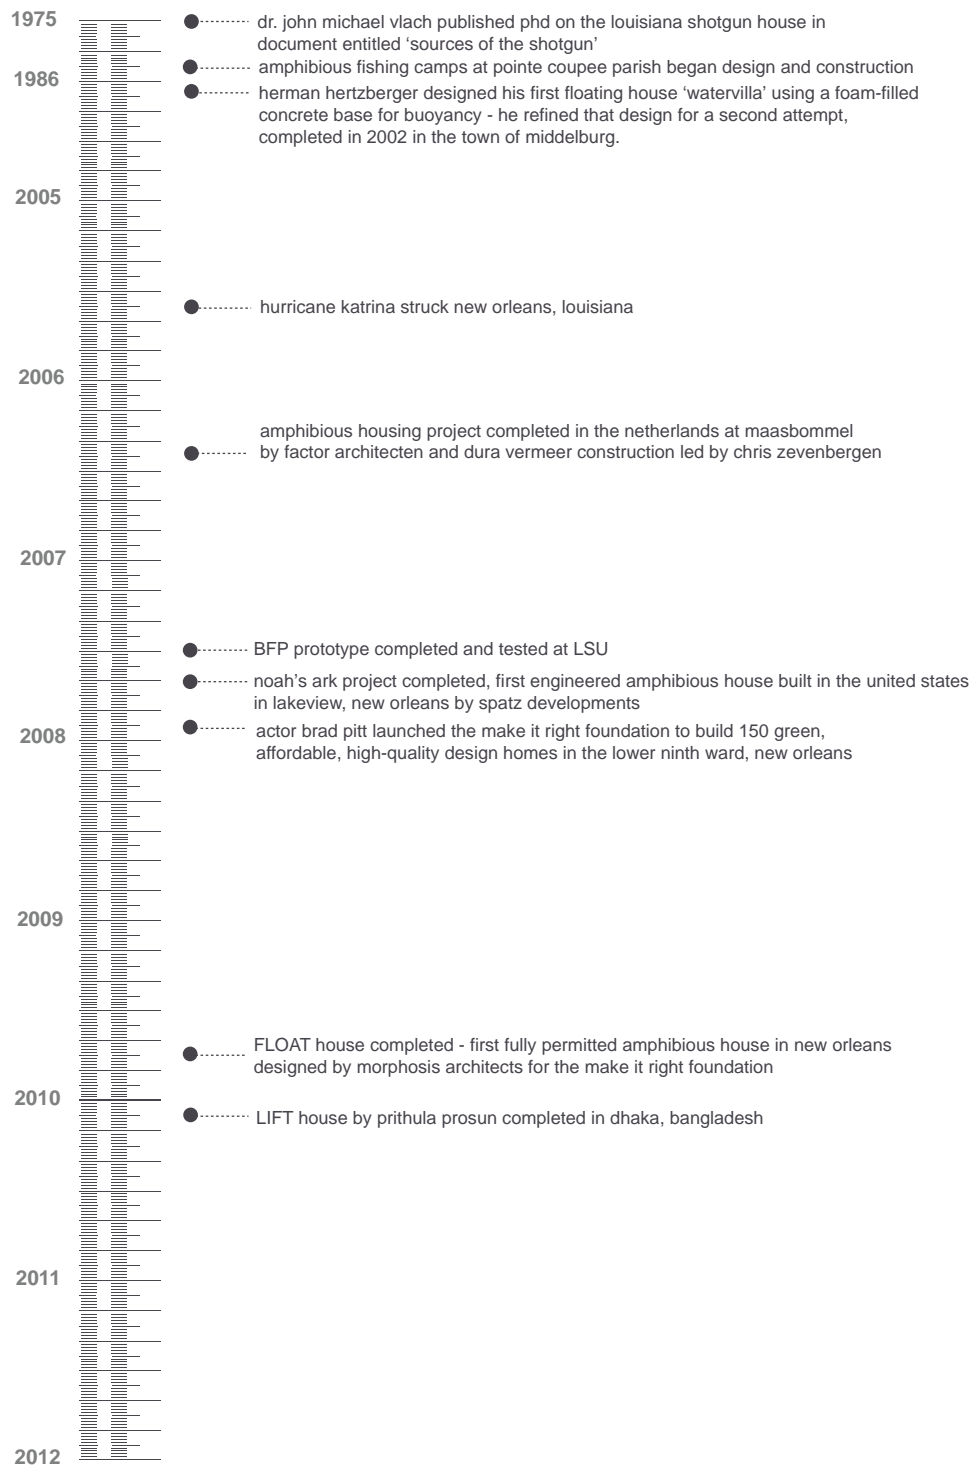 1975
dr. john michael vlach published phd on the louisiana shotgun house in
document entitled ‘sources of the shotgun’
amphibious fishing camps at pointe coupee parish began design and construction
1986
herman hertzberger designed his first floating house ‘watervilla’ using a foam-filled
concrete base for buoyancy - he refined that design for a second attempt,
completed in 2002 in the town of middelburg.
2005
hurricane katrina struck new orleans, louisiana
2006
amphibious housing project completed in the netherlands at maasbommel
by factor architecten and dura vermeer construction led by chris zevenbergen
2007
BFP prototype completed and tested at LSU
noah’s ark project completed, first engineered amphibious house built in the united states
in lakeview, new orleans by spatz developments
2008
actor brad pitt launched the make it right foundation to build 150 green,
affordable, high-quality design homes in the lower ninth ward, new orleans
2009
FLOAT house completed - first fully permitted amphibious house in new orleans
designed by morphosis architects for the make it right foundation
2010
LIFT house by prithula prosun completed in dhaka, bangladesh
2011
2012